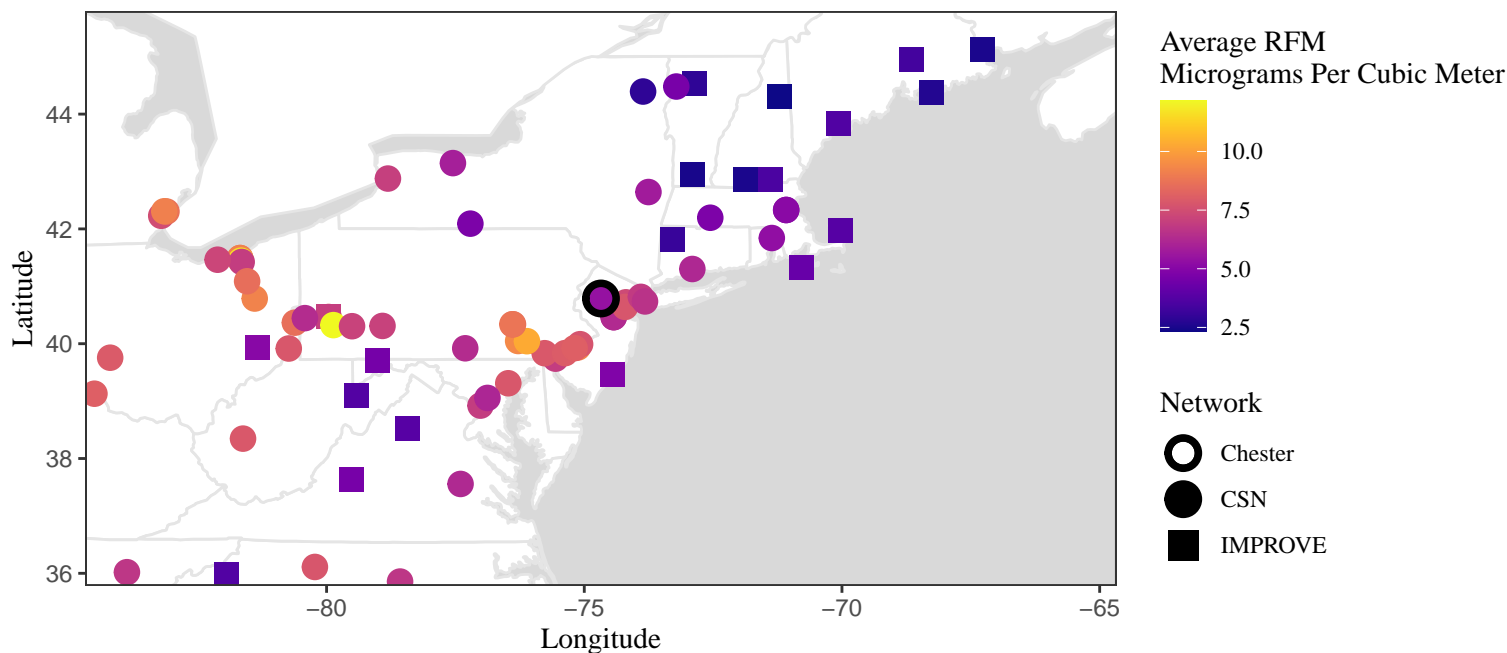 44
42
40
38
36
Latitude
−80
−75
−70
−65
Longitude
Average RFM
Micrograms Per Cubic Meter
10.0
7.5
5.0
2.5
Network
Chester
CSN
IMPROVE